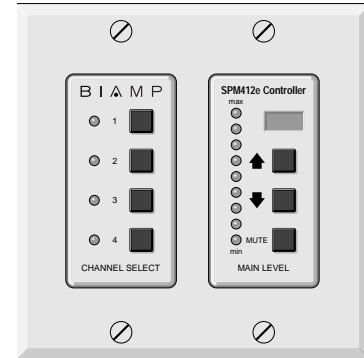 BIAMP
1
2
3
4
CHANNEL SELECT
SPM412e Controller
max
min
MUTE
MAIN LEVEL